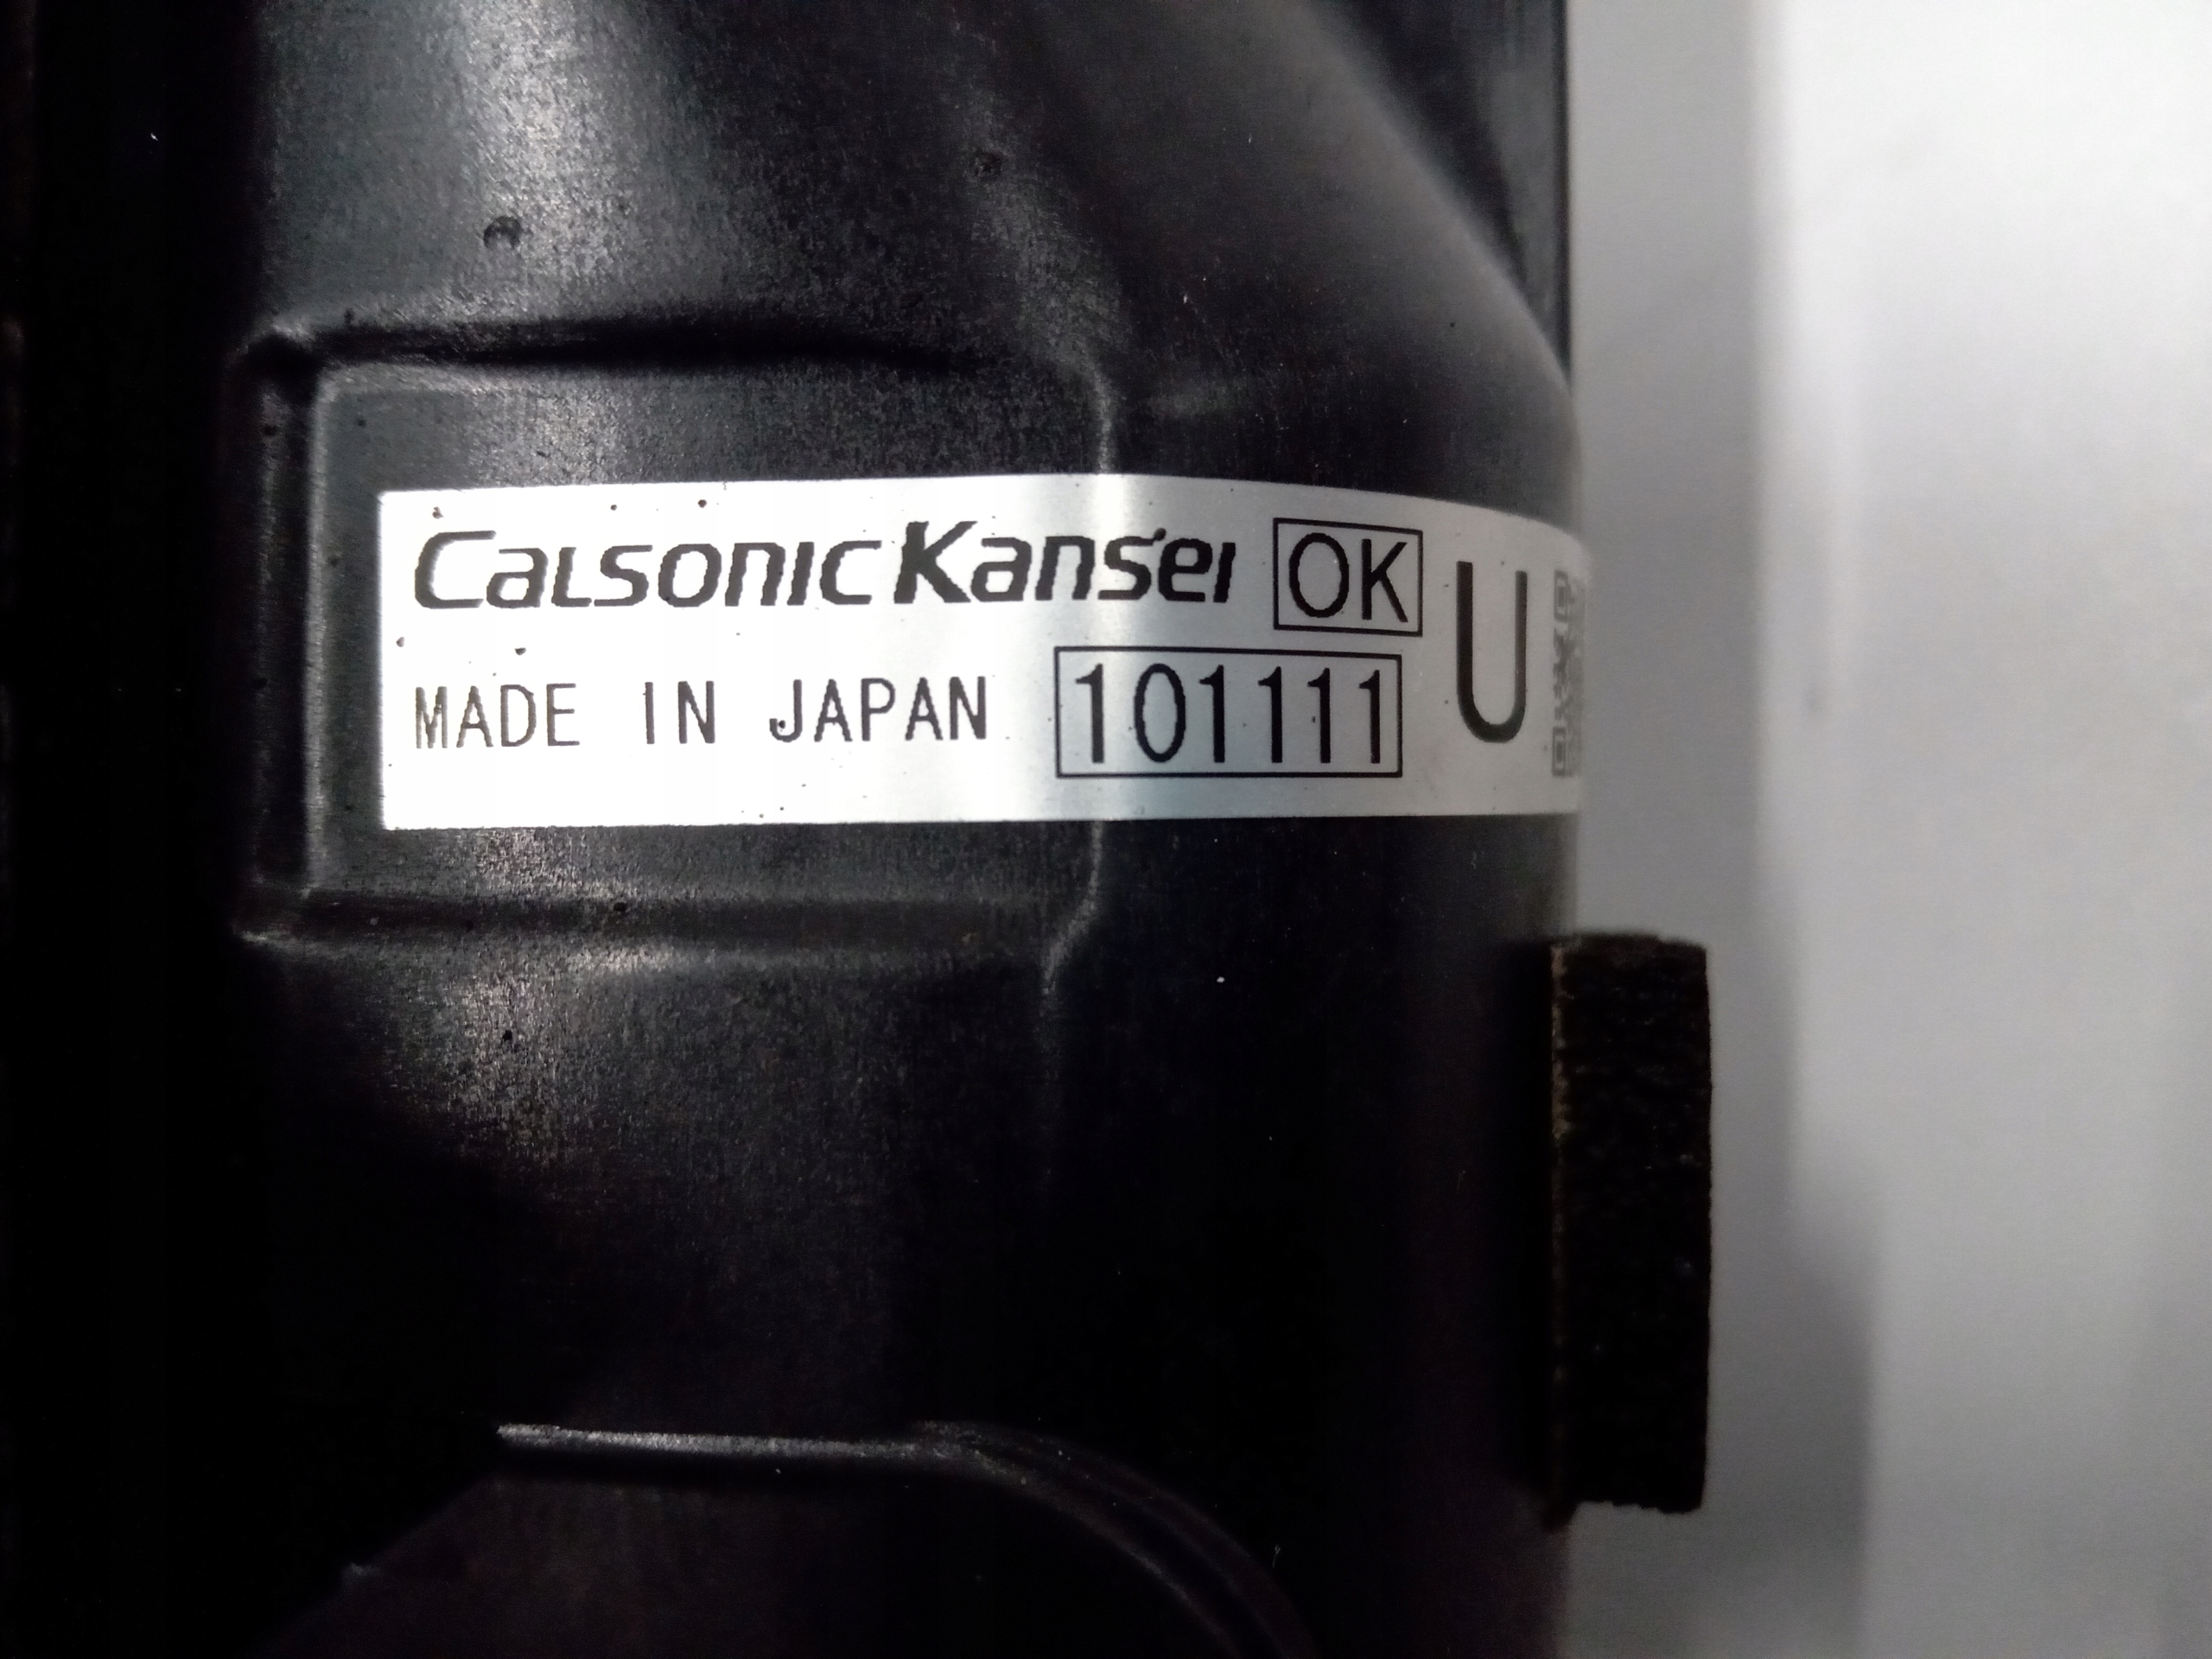 CalsonicKansei OK U
MADE IN JAPAN 101111